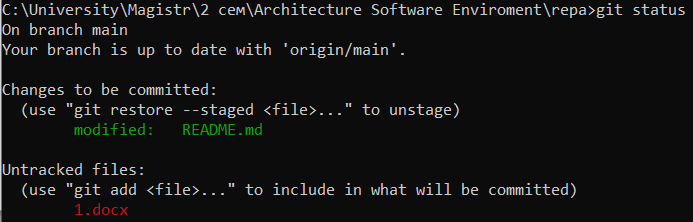 C:\University\Magistr\2 сем\Architecture Software Enviroment\repa>git status
On branch main
Your branch is up to date with 'origin/main'.
Changes to be committed:
(use "git restore --staged <file>..." to unstage)
modified: README.md
Untracked files:
(use "git add <file>..." to include in what will be committed)
1.docx